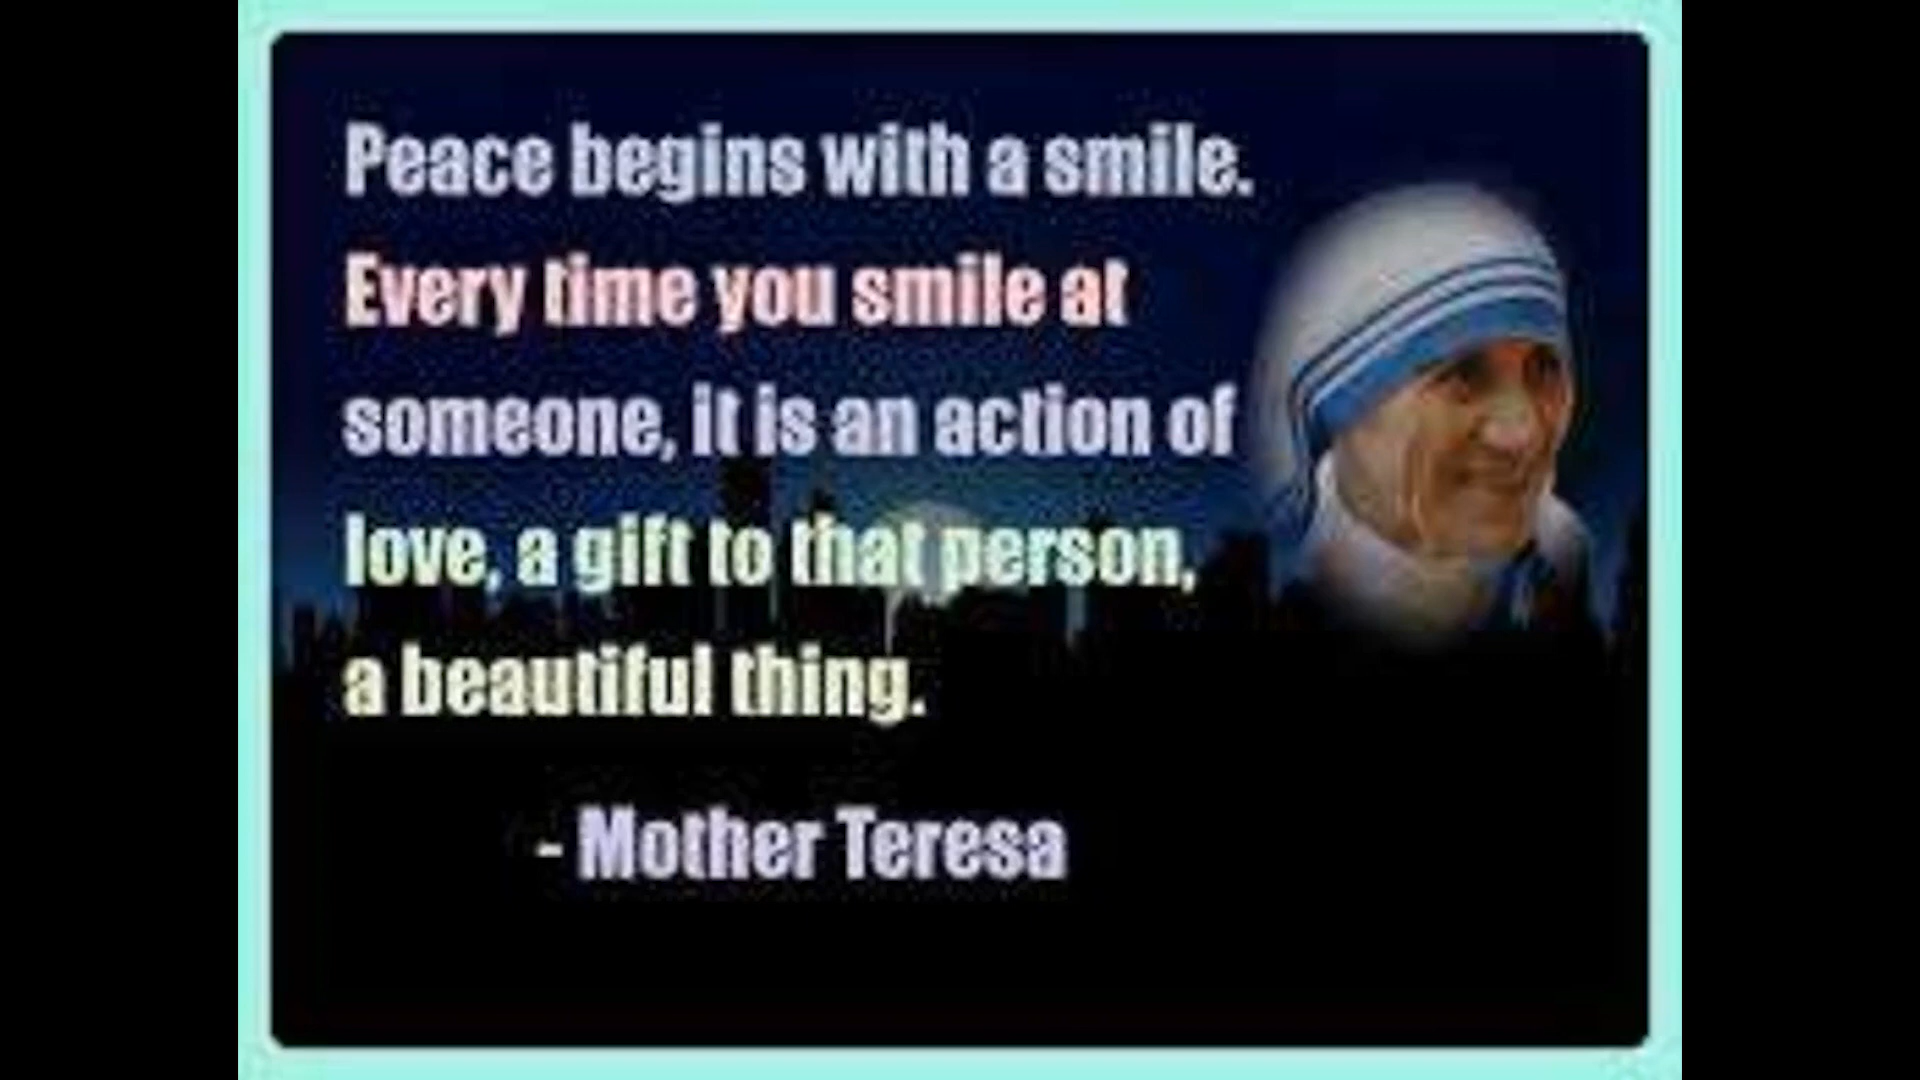 Peace begins with a smile.
Every time you smile at
someone, it is an action of
love, a gift to that person,
a beautiful thing.
- Mother Teresa